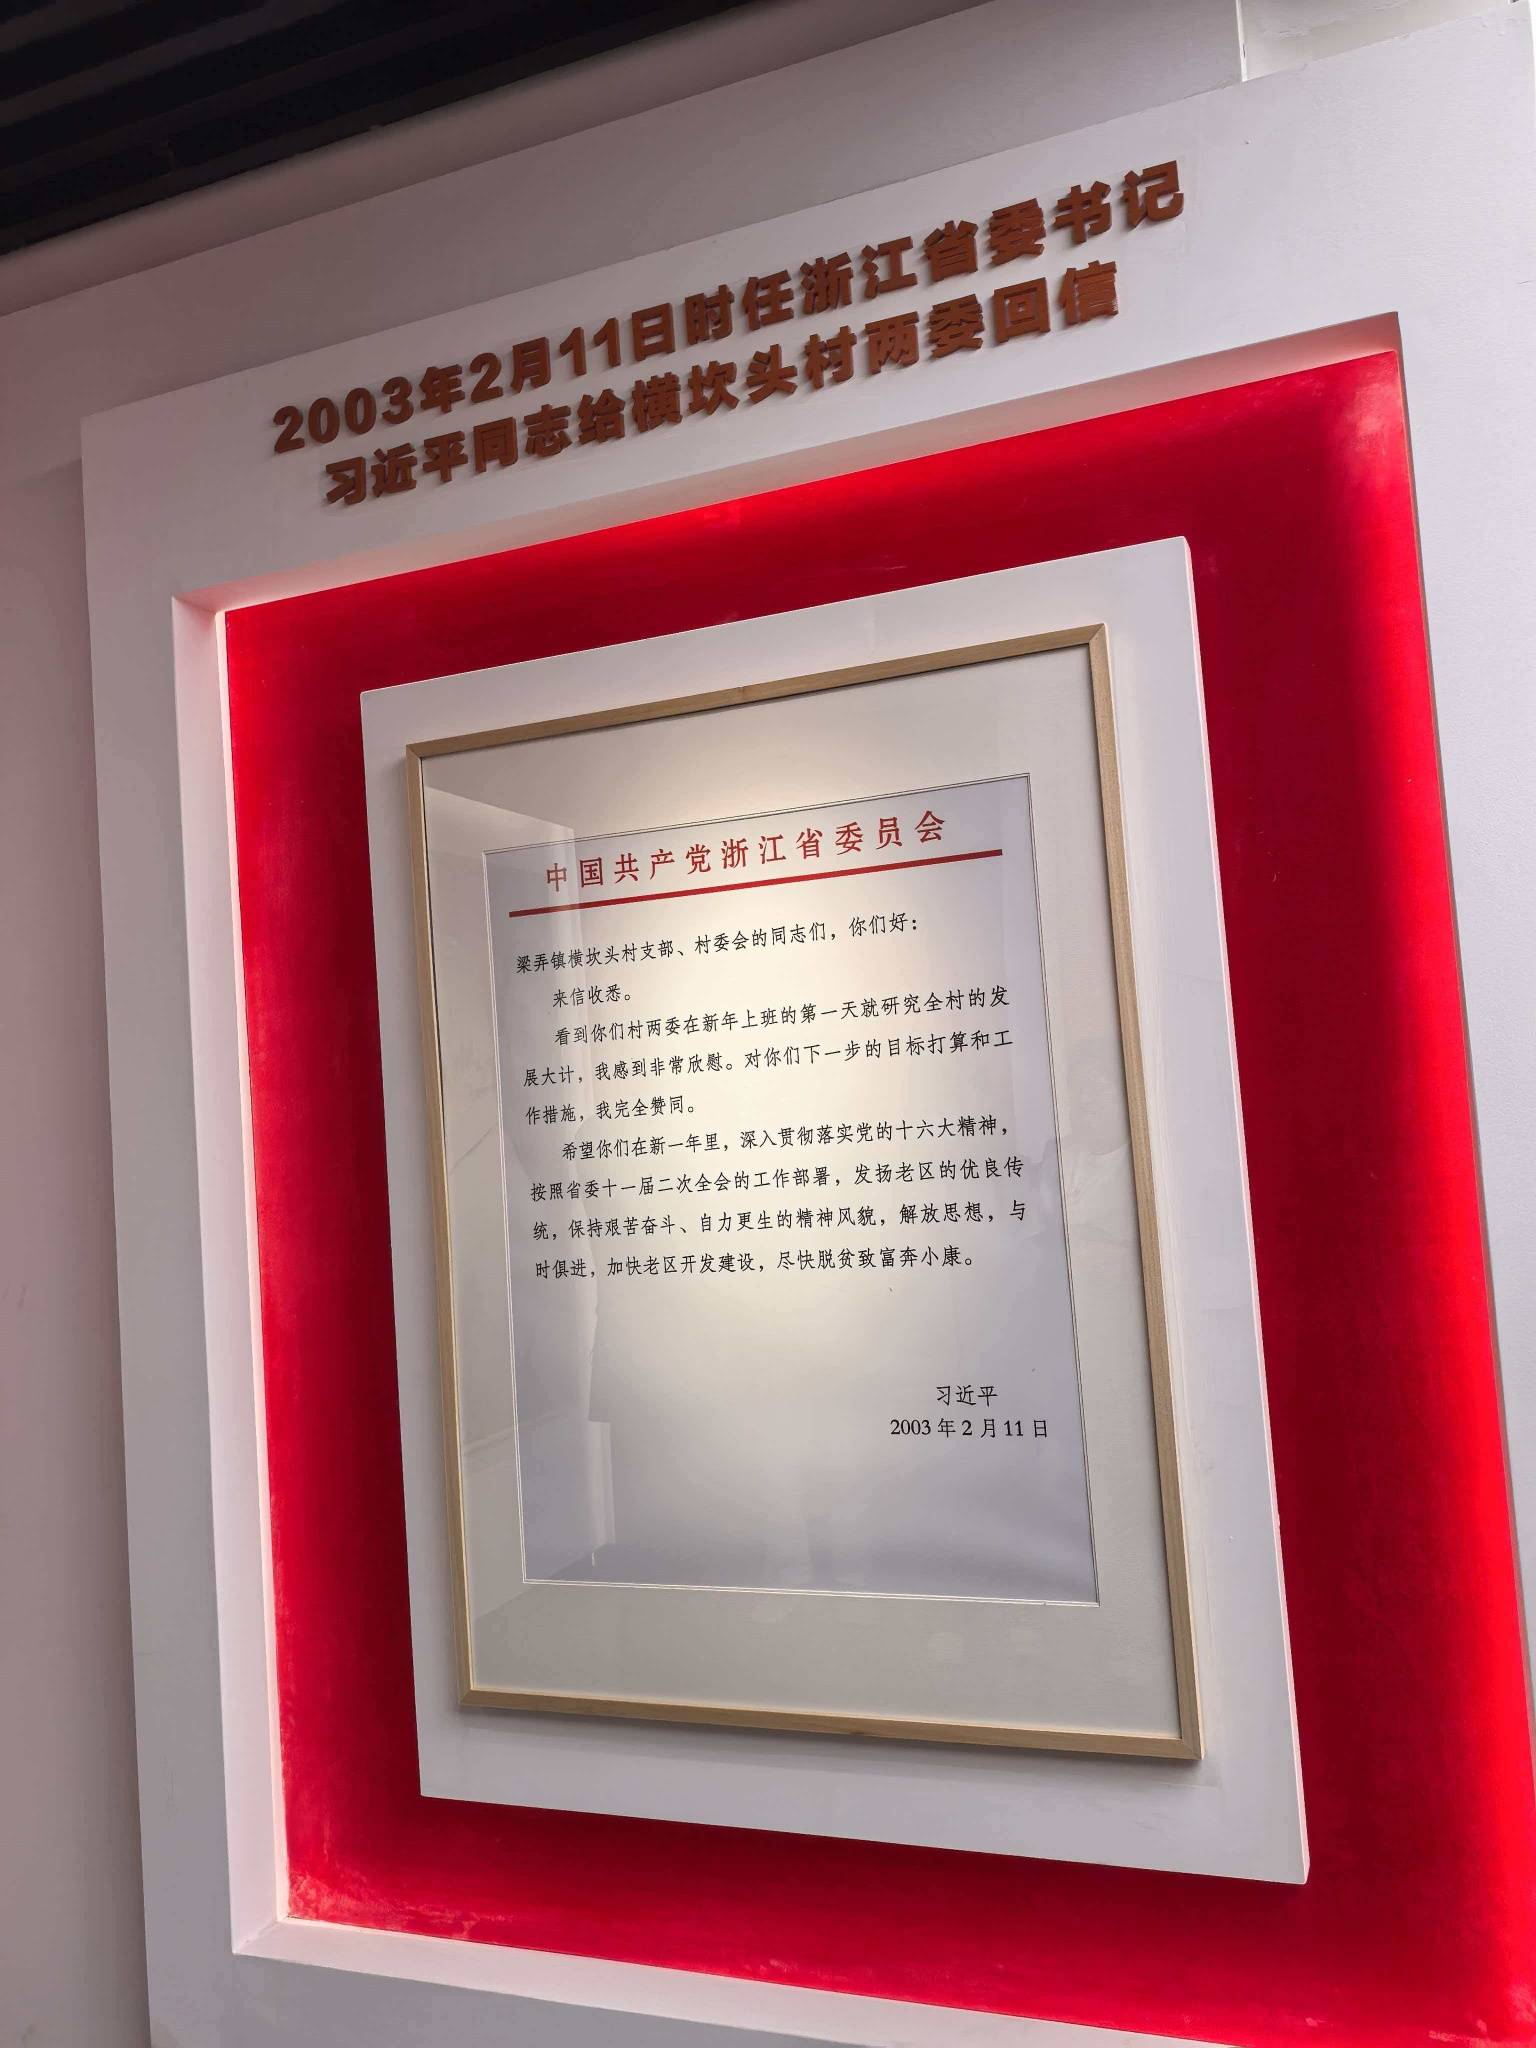 2003年2月11日时任浙江省委书记
习近平同志给横坎头村两委回信
中国共产党浙江省委员会
梁弄镇横坎头村支部、村委会的同志们，你们好：
来信收悉。
看到你们村两委在新年上班的第一天就研究全村的发
展大计，我感到非常欣慰。对你们下一步的目标打算和工
作措施，我完全赞同。
希望你们在新一年里，深入贯彻落实党的十六大精神，
按照省委十一届二次全会的工作部署，发扬老区的优良传
统，保持艰苦奋斗、自力更生的精神风貌，解放思想，与
时俱进，加快老区开发建设，尽快脱贫致富奔小康。
习近平
2003 年 2 月 11 日